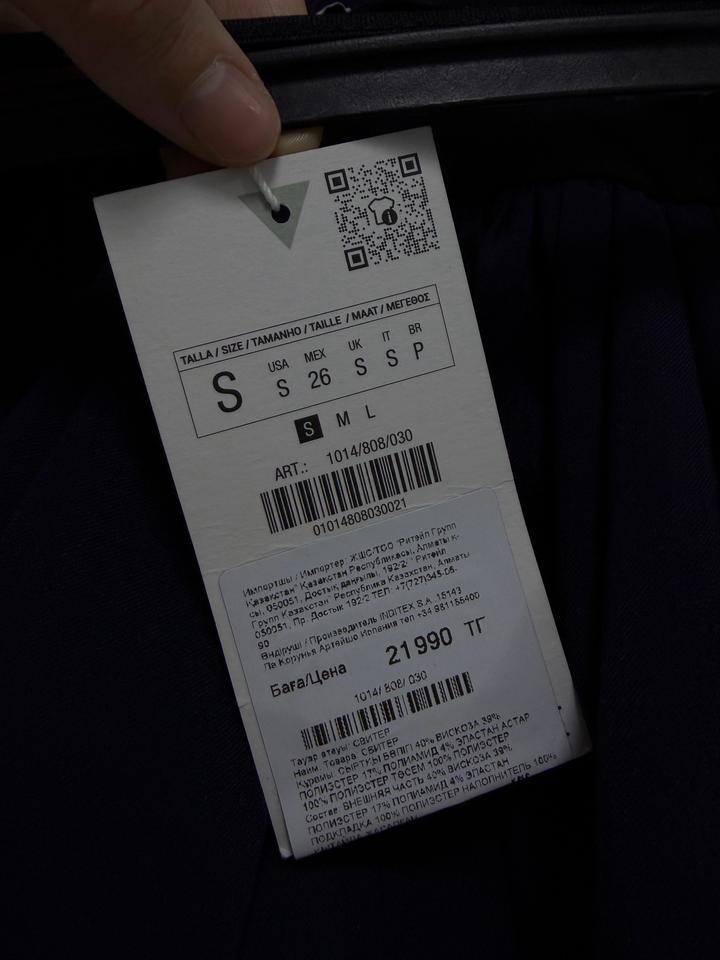 TALLA / SIZE / TAMANHO / TAILLE / MAAT / ΜΕΓΕΘΟΣ
S
USA MEX UK IT BR
S 26 S S P
S M L
ART.: 1014/808/030
01014808030021
Импортшы / Импортер: ЖШС/ТОО "Ритэйл Групп
Қазақстан" Қазақстан Республикасы, Алматы қ-
сы, 050051, Достық даңғылы, 192/2/ "Ритэйл
Групп Казахстан" Республика Казахстан, Алматы
050051, Пр. Достык 192/2 ТЕЛ: +7(727)345-05-
90
Өндіруші / Производитель INDITEX S.A. 15143
Ла Корунья Артейшо Испания тел +34 981185400
Баға/Цена 21 990 ТГ
1014/ 808/ 030
Тауар атауы: СВИТЕР
Наим. Товара: СВИТЕР
Құрамы: СЫРТҚЫ БӨЛІГІ 40% ВИСКОЗА 39%
ПОЛИЭСТЕР 17% ПОЛИАМИД 4% ЭЛАСТАН АСТАР
100% ПОЛИЭСТЕР ТӨСЕМ 100% ПОЛИЭСТЕР
Состав: ВНЕШНЯЯ ЧАСТЬ 40% ВИСКОЗА 39%
ПОЛИЭСТЕР 17% ПОЛИАМИД 4% ЭЛАСТАН
ПОДКЛАДКА 100% ПОЛИЭСТЕР НАПОЛНИТЕЛЬ 100%